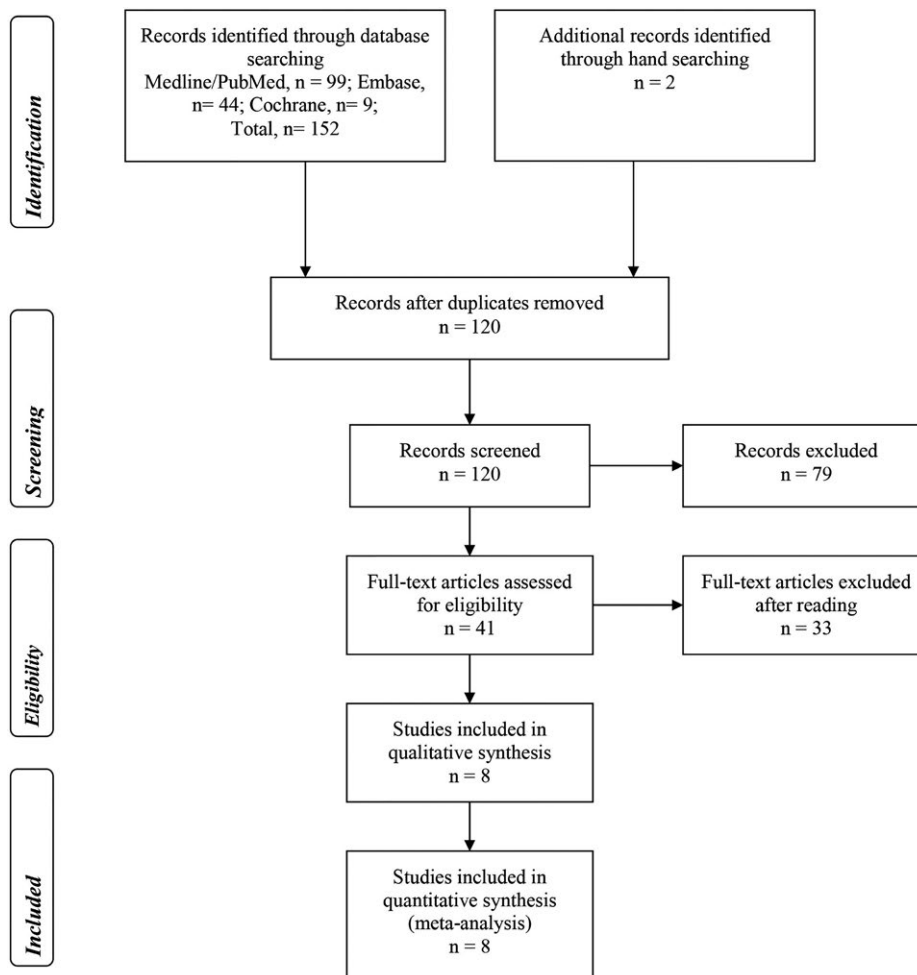 Identification
Records identified through database
searching
Medline/PubMed, n = 99; Embase,
n= 44; Cochrane, n= 9;
Total, n= 152
Additional records identified
through hand searching
n = 2
Screening
Records after duplicates removed
n = 120
Records screened
n = 120
Records excluded
n = 79
Eligibility
Full-text articles assessed
for eligibility
n = 41
Full-text articles excluded
after reading
n = 33
Studies included in
qualitative synthesis
n = 8
Included
Studies included in
quantitative synthesis
(meta-analysis)
n = 8